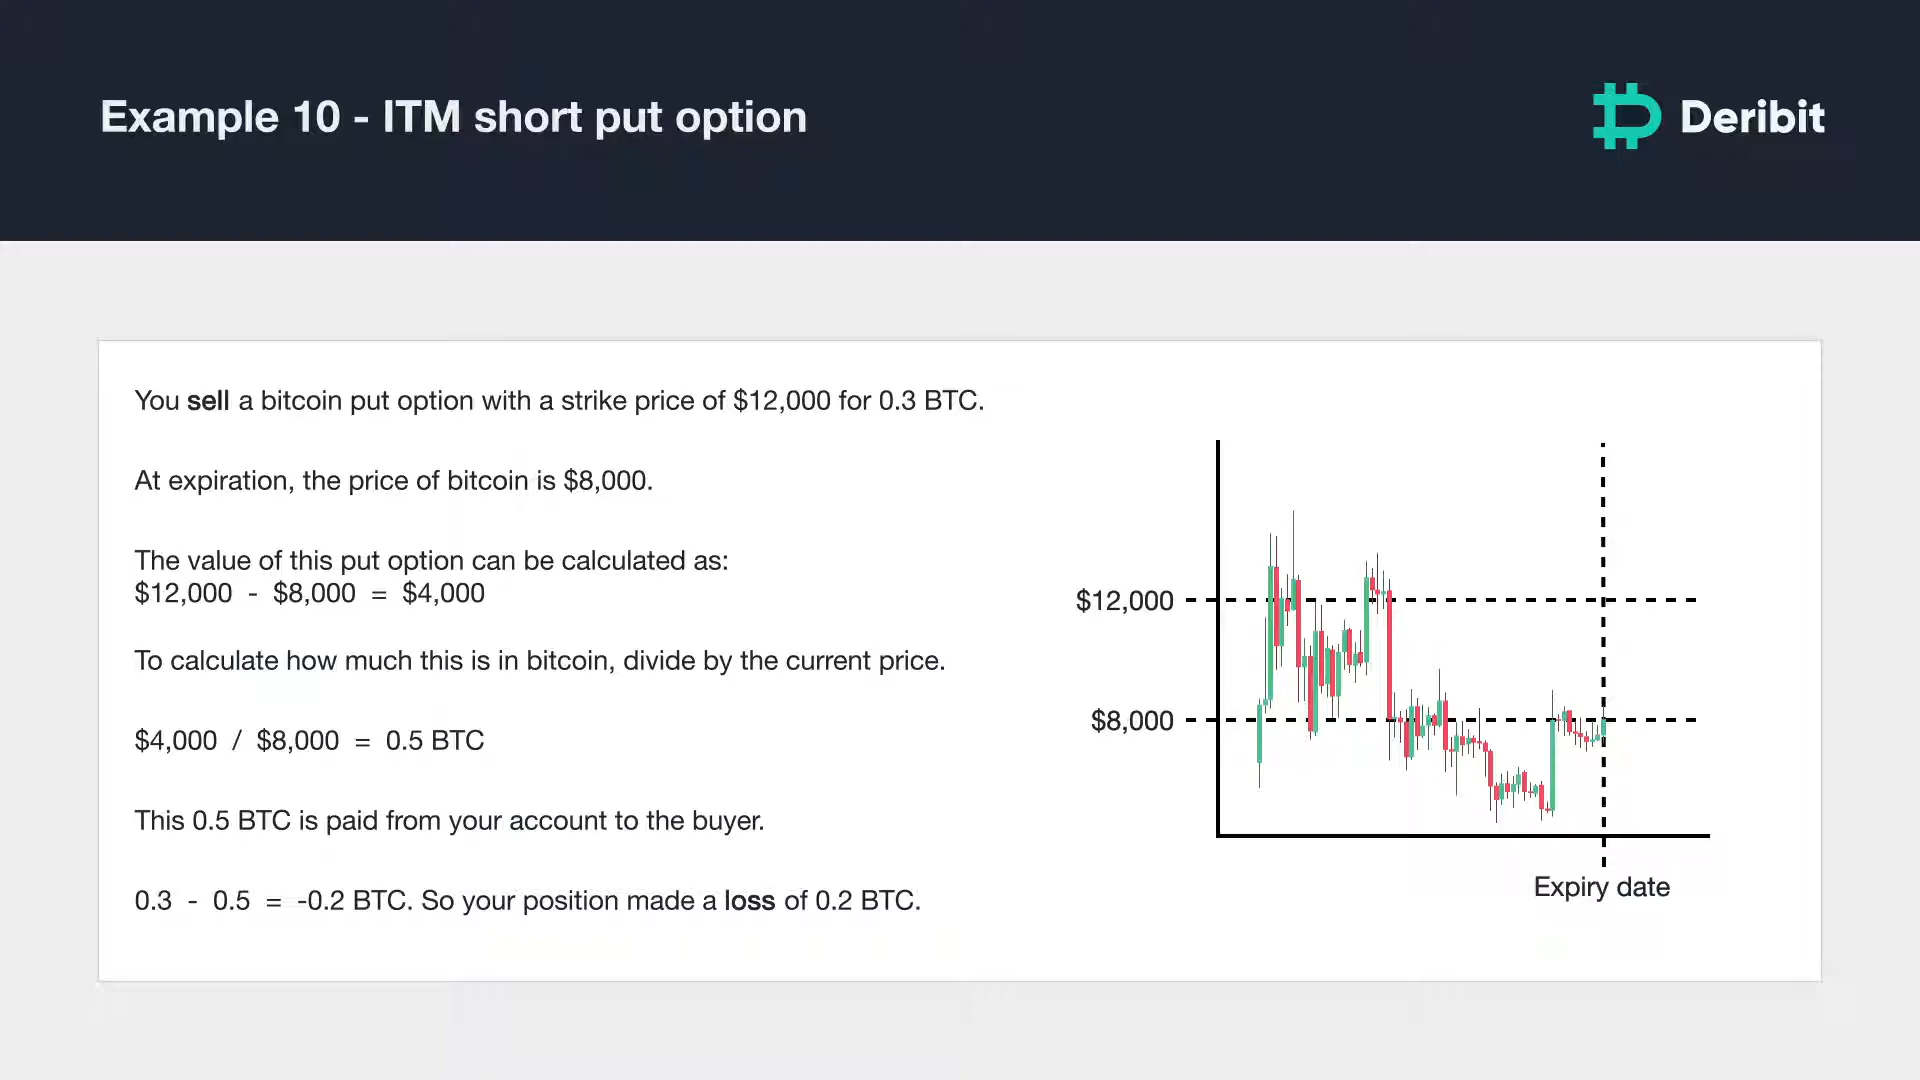 Example 10 - ITM short put option
Deribit
You sell a bitcoin put option with a strike price of $12,000 for 0.3 BTC.
At expiration, the price of bitcoin is $8,000.
The value of this put option can be calculated as:
$12,000 - $8,000 = $4,000
To calculate how much this is in bitcoin, divide by the current price.
$4,000 / $8,000 = 0.5 BTC
This 0.5 BTC is paid from your account to the buyer.
0.3 - 0.5 = -0.2 BTC. So your position made a loss of 0.2 BTC.
$12,000
$8,000
Expiry date